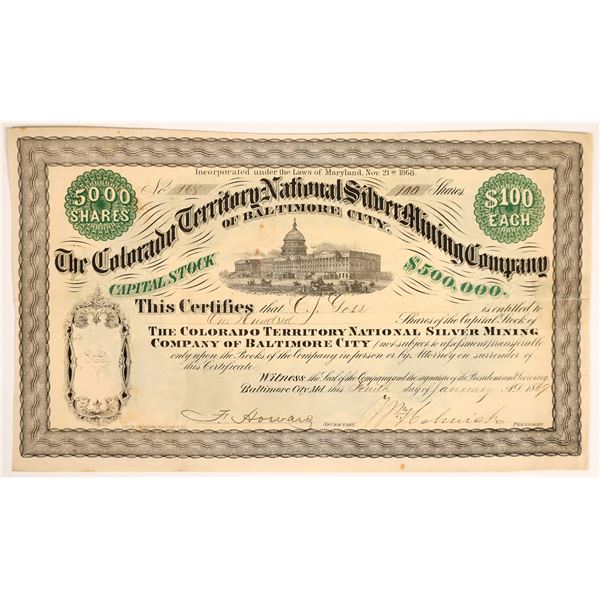 Incorporated under the Laws of Maryland. Nov. 21st 1868.
5000 SHARES
No.
100 Shares
$100 EACH
The Colorado Territory National Silver Mining Company
OF BALTIMORE CITY.
CAPITAL STOCK
$500,000.
This Certifies that C J Goss is entitled to
One Hundred Shares of the Capital Stock of
THE COLORADO TERRITORY NATIONAL SILVER MINING
COMPANY OF BALTIMORE CITY (not subject to assessment) transferable
only upon the Books of the Company in person or by Attorney on surrender of
this Certificate.
Witness the Seal of the Company and the signatures of the President and Secretary
Baltimore City Md. this Tenth day of January AD 1869
F. Howard SECRETARY.
Wm PRESIDENT.